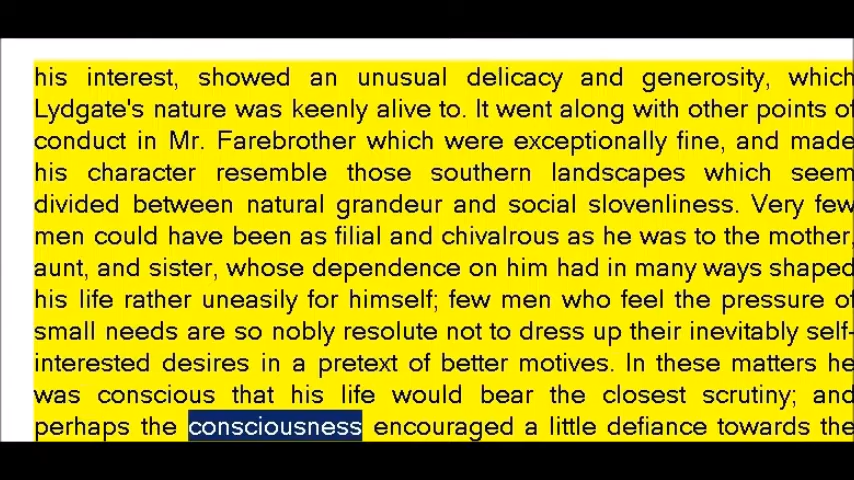 his interest, showed an unusual delicacy and generosity, which
Lydgate's nature was keenly alive to. It went along with other points of
conduct in Mr. Farebrother which were exceptionally fine, and made
his character resemble those southern landscapes which seem
divided between natural grandeur and social slovenliness. Very few
men could have been as filial and chivalrous as he was to the mother,
aunt, and sister, whose dependence on him had in many ways shaped
his life rather uneasily for himself; few men who feel the pressure of
small needs are so nobly resolute not to dress up their inevitably self-
interested desires in a pretext of better motives. In these matters he
was conscious that his life would bear the closest scrutiny; and
perhaps the consciousness encouraged a little defiance towards the